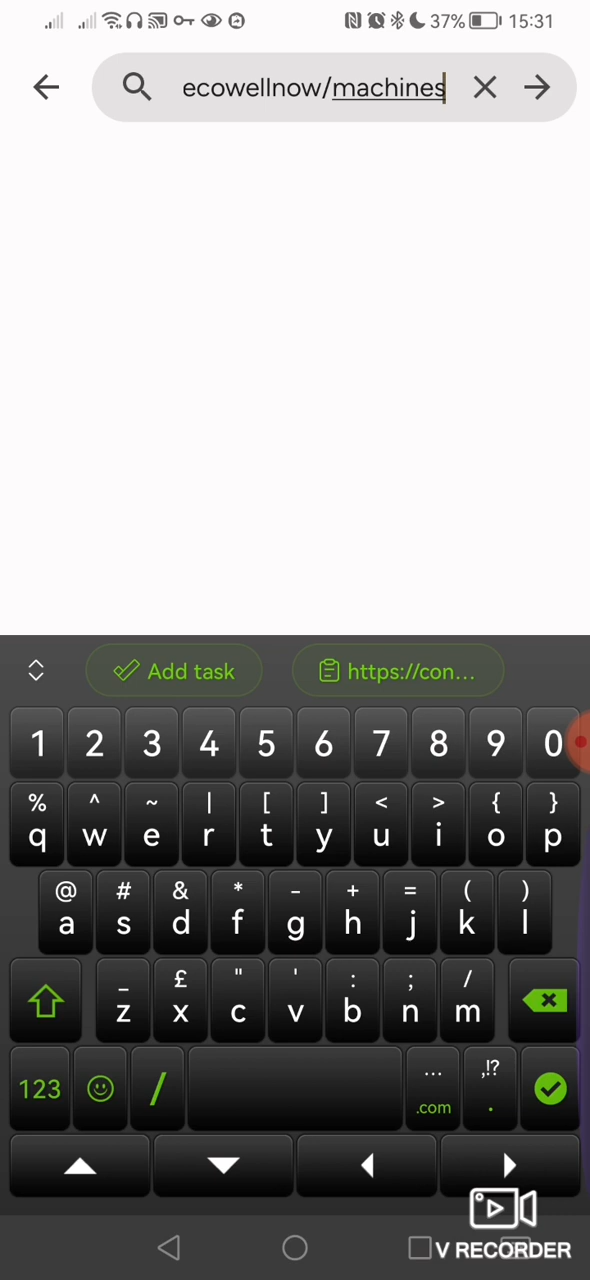 37% 15:31
ecowellnow/machines
Add task https://con...
1 2 3 4 5 6 7 8 9 0
% ^ ~ | [ ] < > { }
q w e r t y u i o p
@ # & * - + = ( )
a s d f g h j k l
_ £ " ' : ; /
z x c v b n m
... ,!?
123 / .com .
V RECORDER